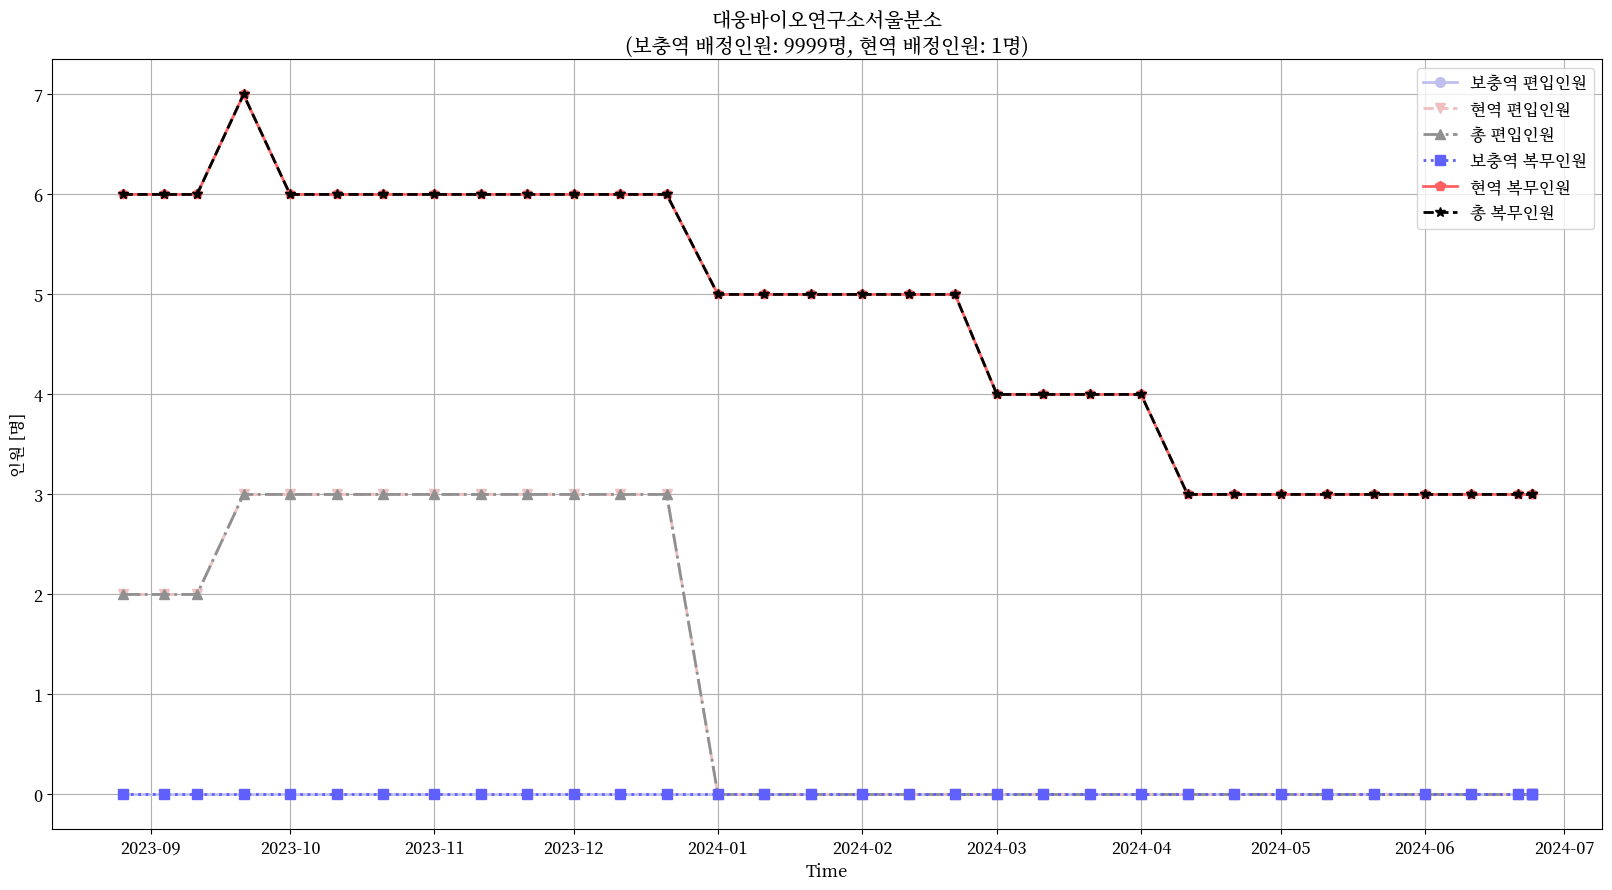 대웅바이오연구소서울분소
(보충역 배정인원: 9999명, 현역 배정인원: 1명)
보충역 편입인원
현역 편입인원
총 편입인원
보충역 복무인원
현역 복무인원
총 복무인원
인원 [명]
7
6
5
4
3
2
1
0
2023-09
2023-10
2023-11
2023-12
2024-01
2024-02
2024-03
2024-04
2024-05
2024-06
2024-07
Time